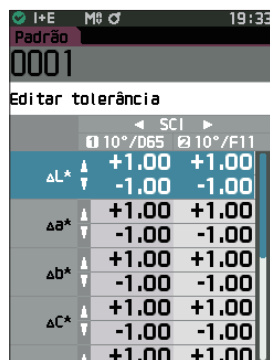 I+E M 19:33
Padrão
0001
Editar tolerância
◄ SCI ►
1 10°/D65 2 10°/F11
ΔL* +1.00 +1.00
-1.00 -1.00
Δa* +1.00 +1.00
-1.00 -1.00
Δb* +1.00 +1.00
-1.00 -1.00
ΔC* +1.00 +1.00
-1.00 -1.00
+1.00 +1.00